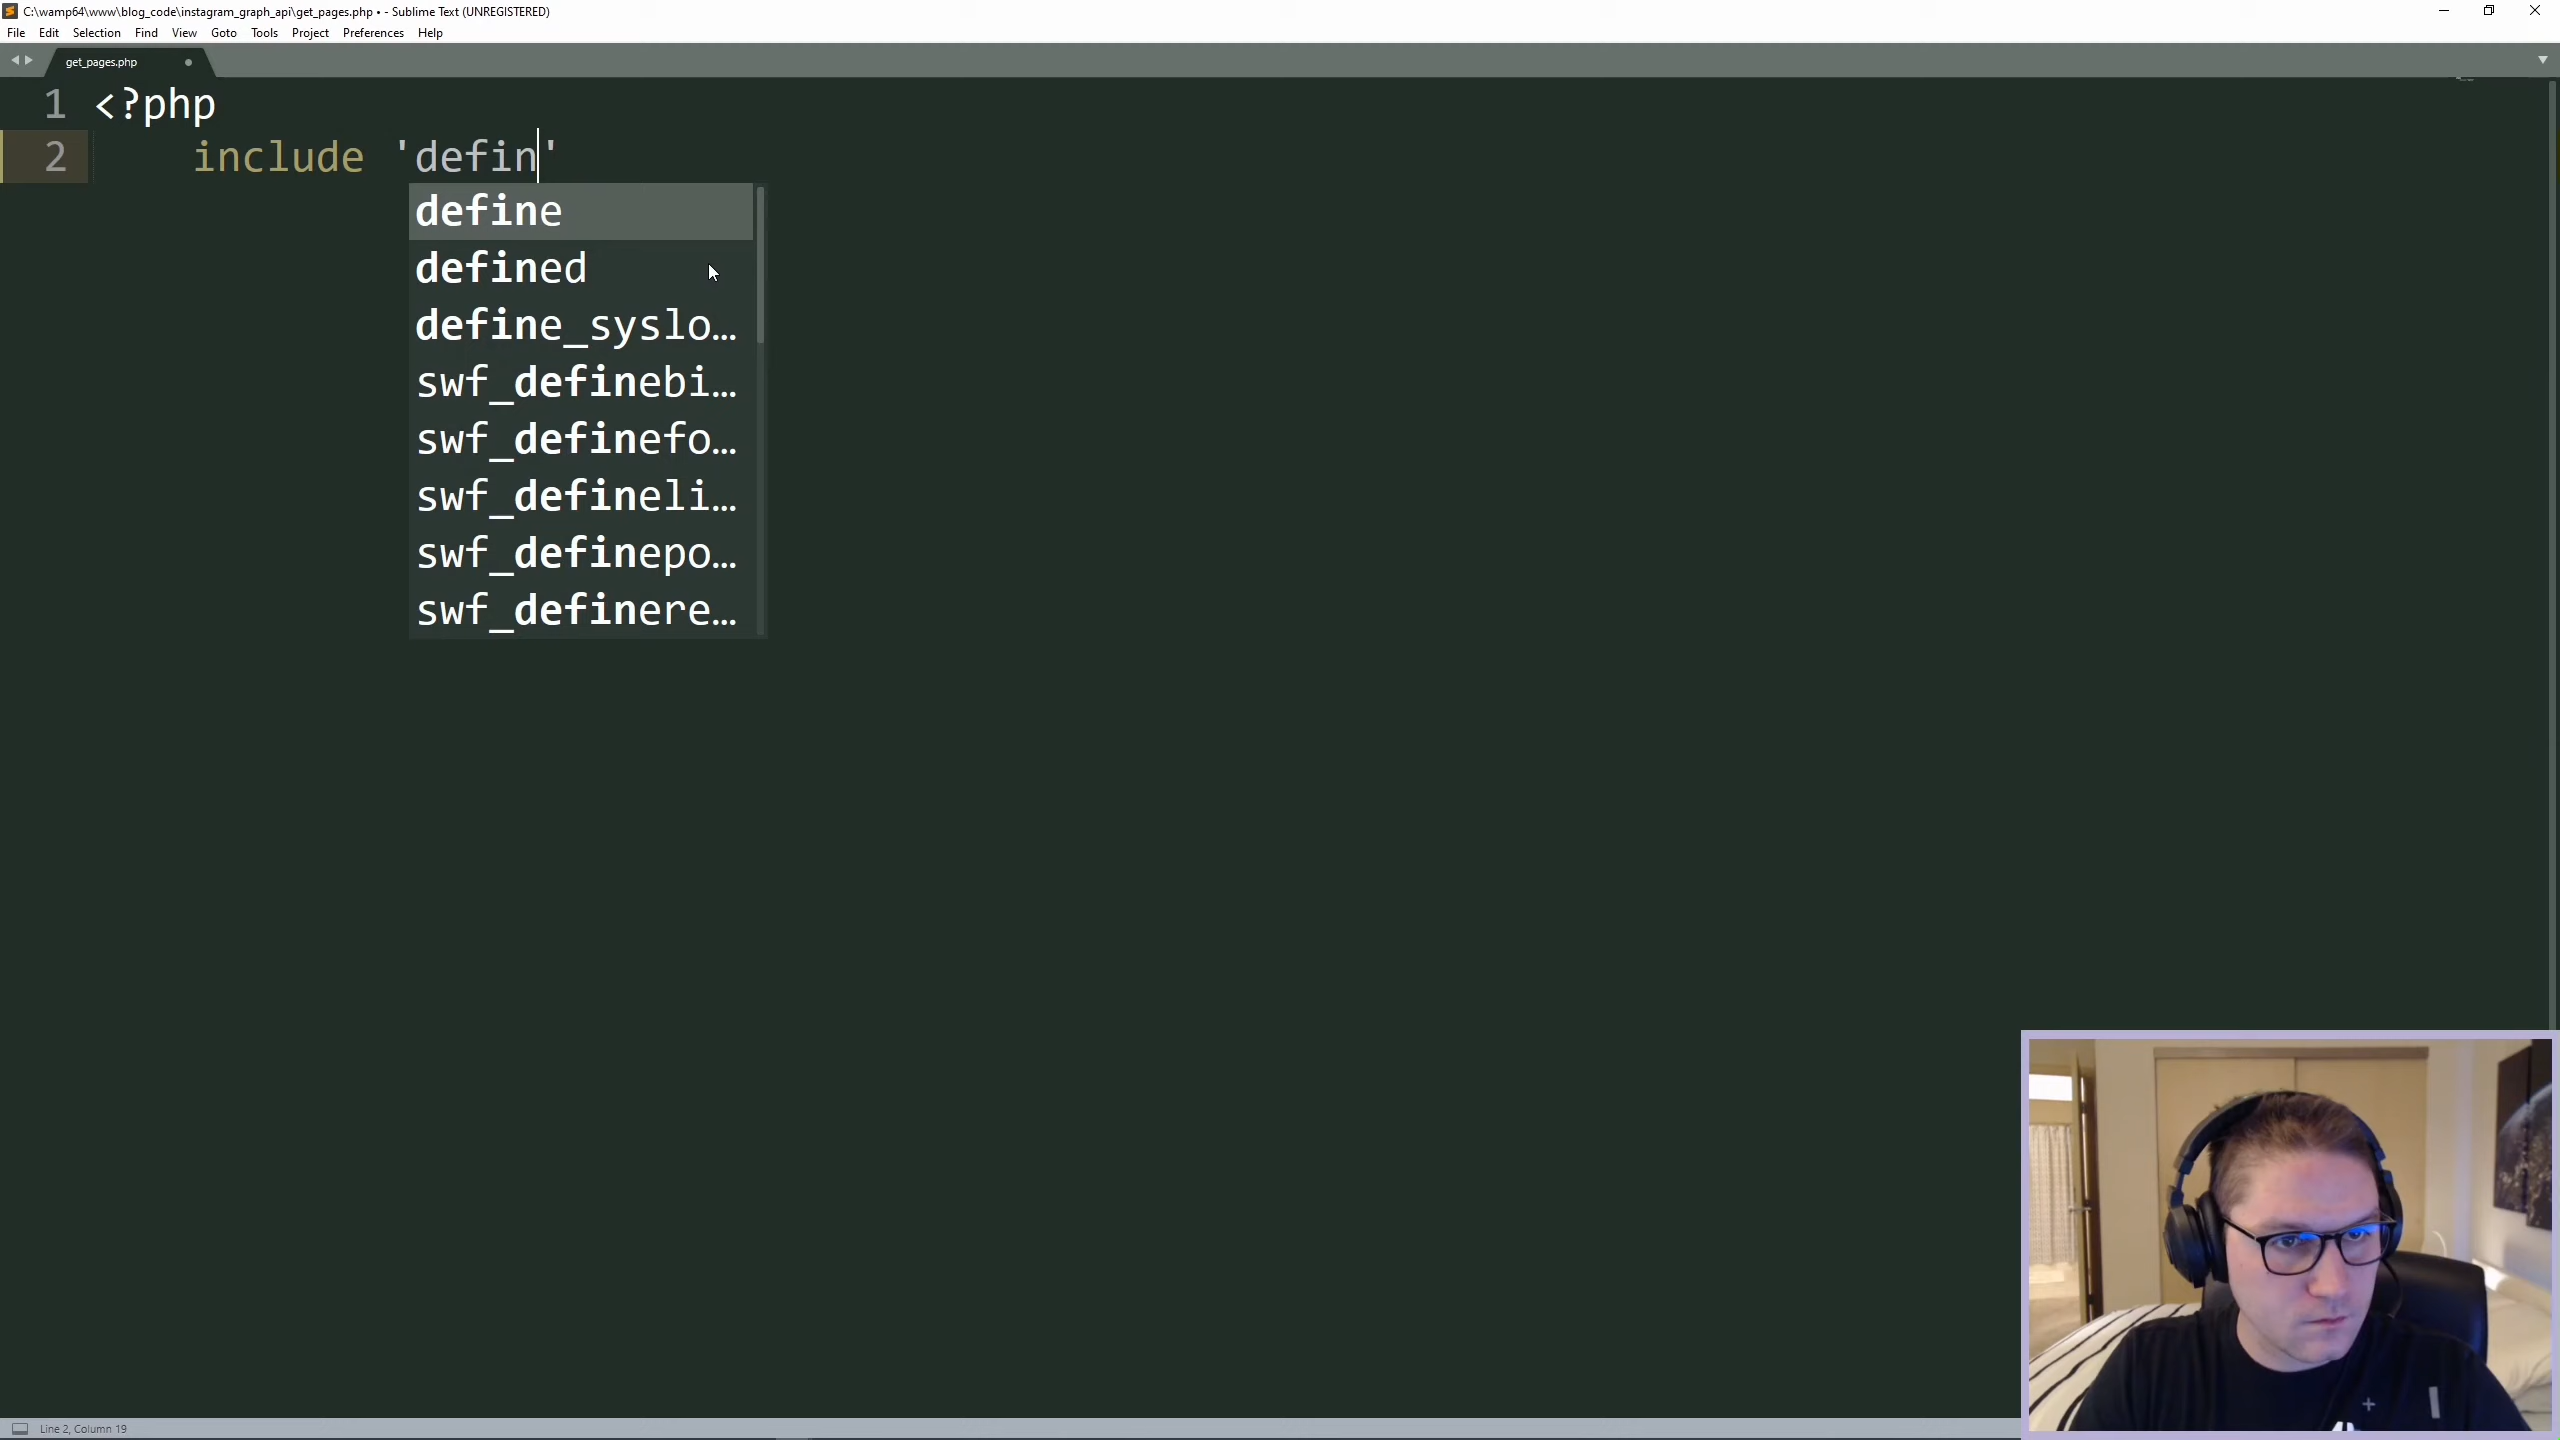 C:\wamp64\www\blog_code\instagram_graph_api\get_pages.php • - Sublime Text (UNREGISTERED)
File Edit Selection Find View Goto Tools Project Preferences Help
get_pages.php
1 <?php
2 include 'defin'
define
defined
define_syslo…
swf_definebi…
swf_definefo…
swf_defineli…
swf_definepo…
swf_definere…
Line 2, Column 19